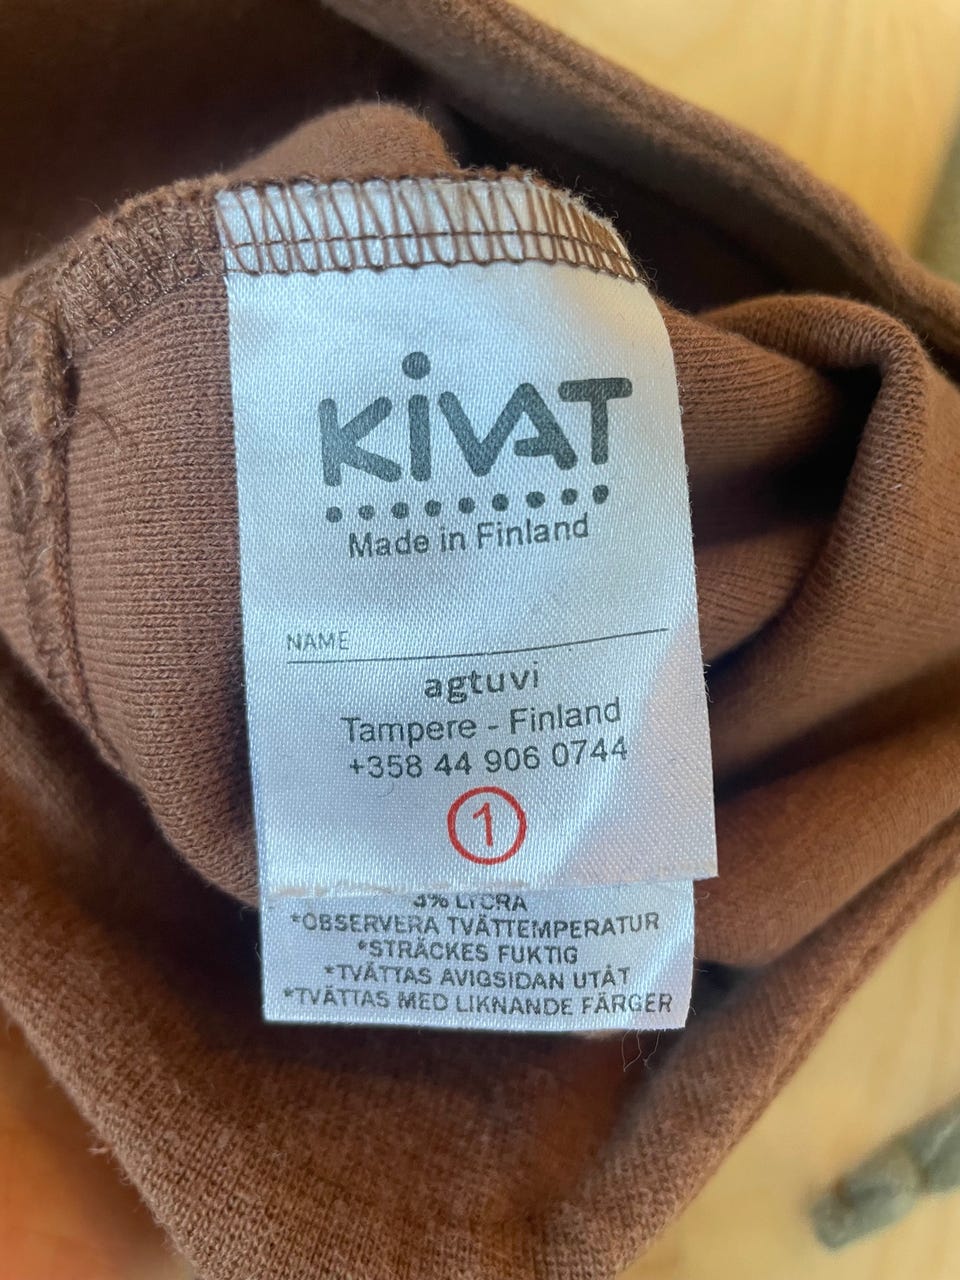 KiVAT
Made in Finland
NAME
agtuvi
Tampere - Finland
+358 44 906 0744
1
3% LYCRA
*OBSERVERA TVÄTTEMPERATUR
*STRÄCKES FUKTIG
*TVÄTTAS AVIGSIDAN UTÅT
*TVÄTTAS MED LIKNANDE FÄRGER